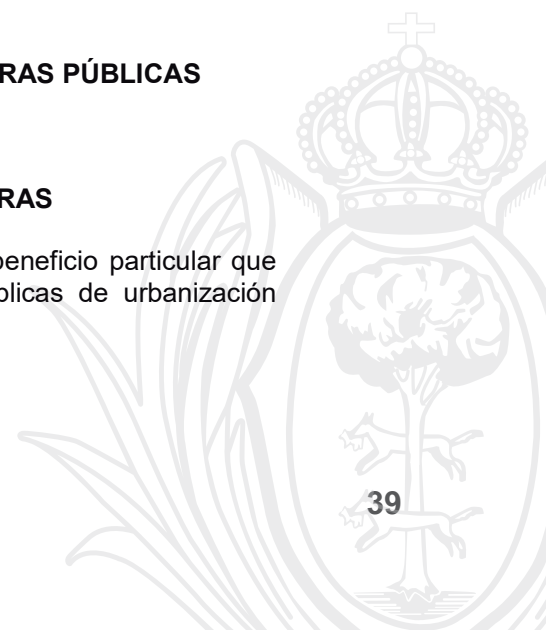 RAS PÚBLICAS
RAS
beneficio particular que
blicas de urbanización
39